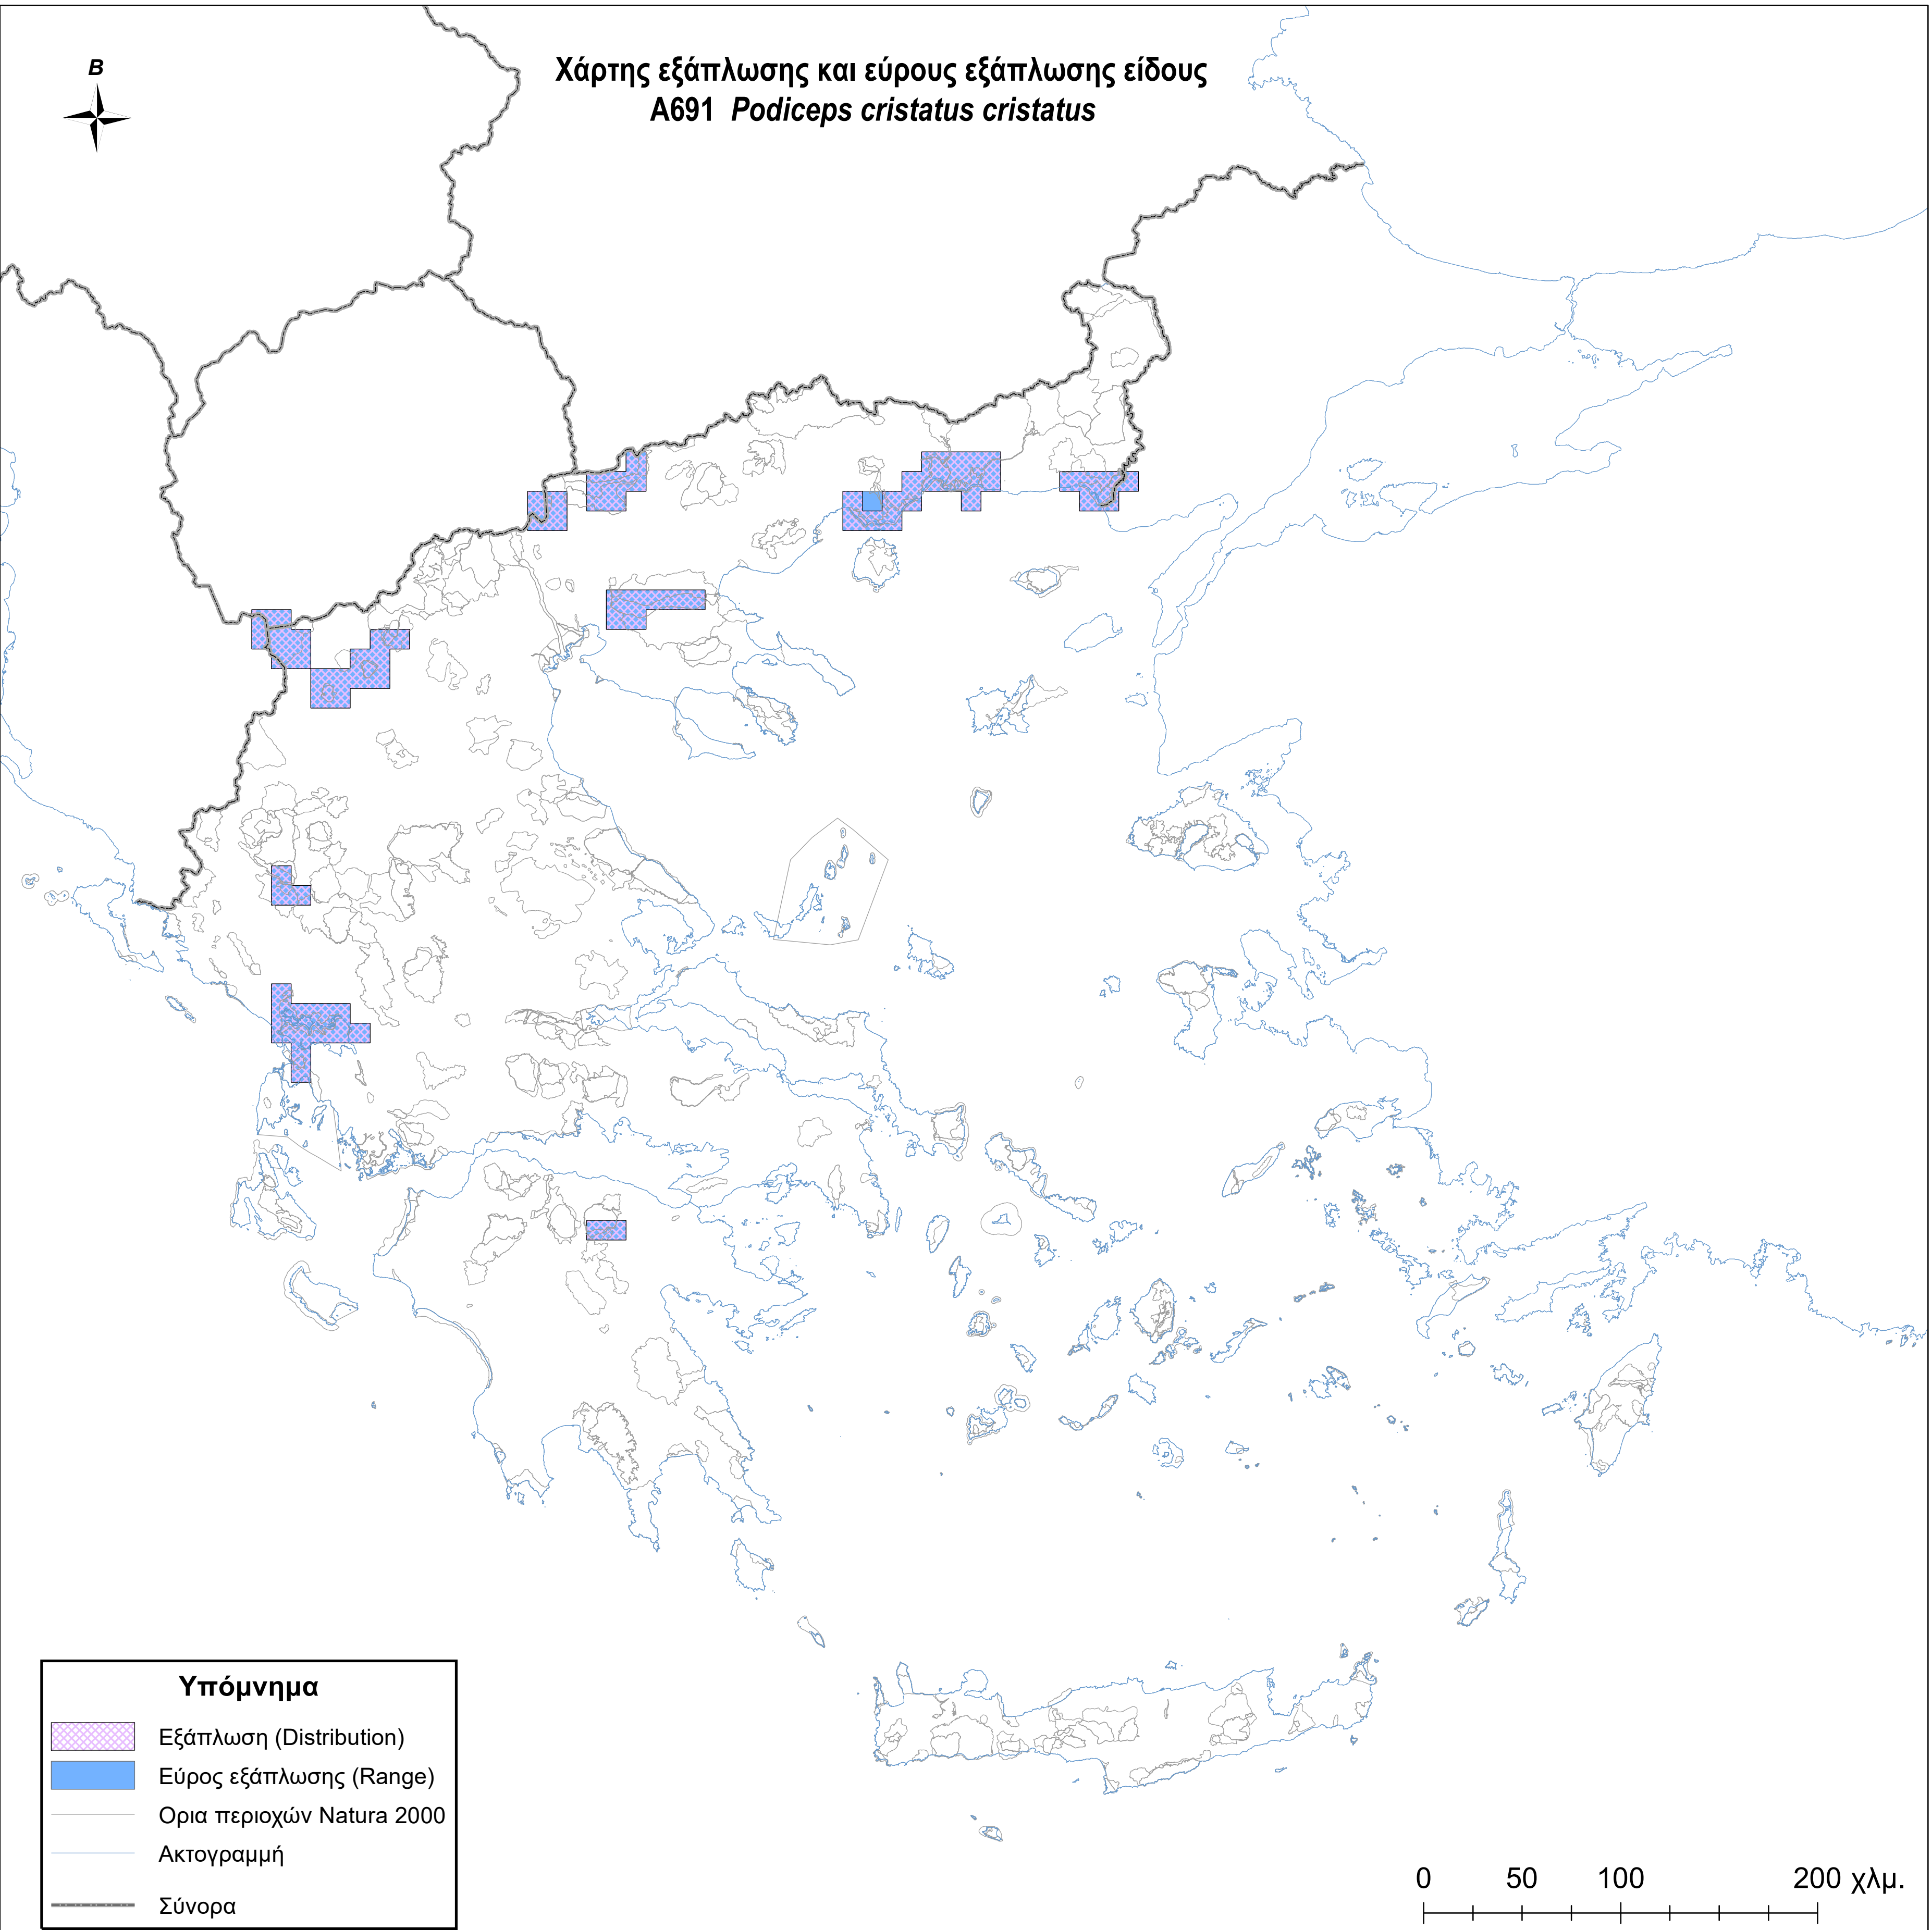 Χάρτης εξάπλωσης και εύρους εξάπλωσης είδους
A691 Podiceps cristatus cristatus
Β
Υπόμνημα
Εξάπλωση (Distribution)
Εύρος εξάπλωσης (Range)
Ορια περιοχών Natura 2000
Ακτογραμμή
Σύνορα
0 50 100 200 χλμ.